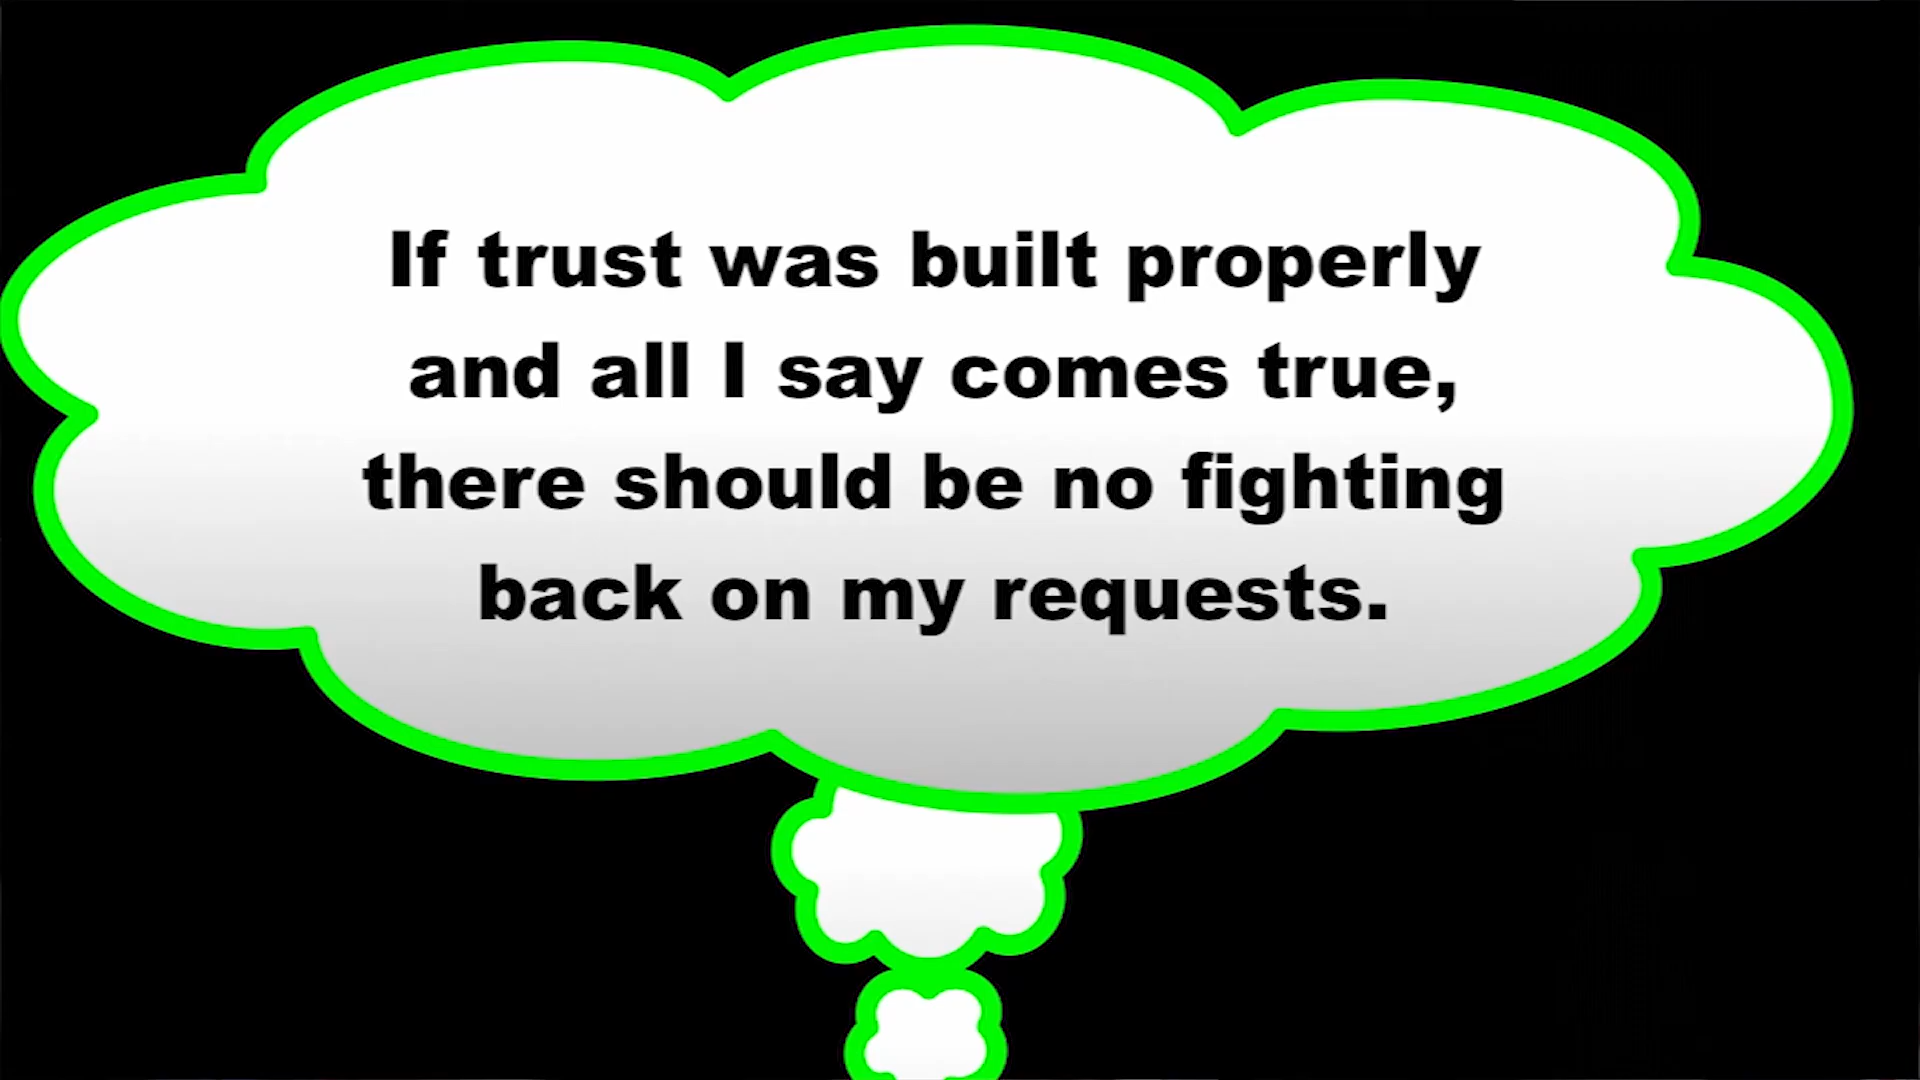 If trust was built properly
and all I say comes true,
there should be no fighting
back on my requests.